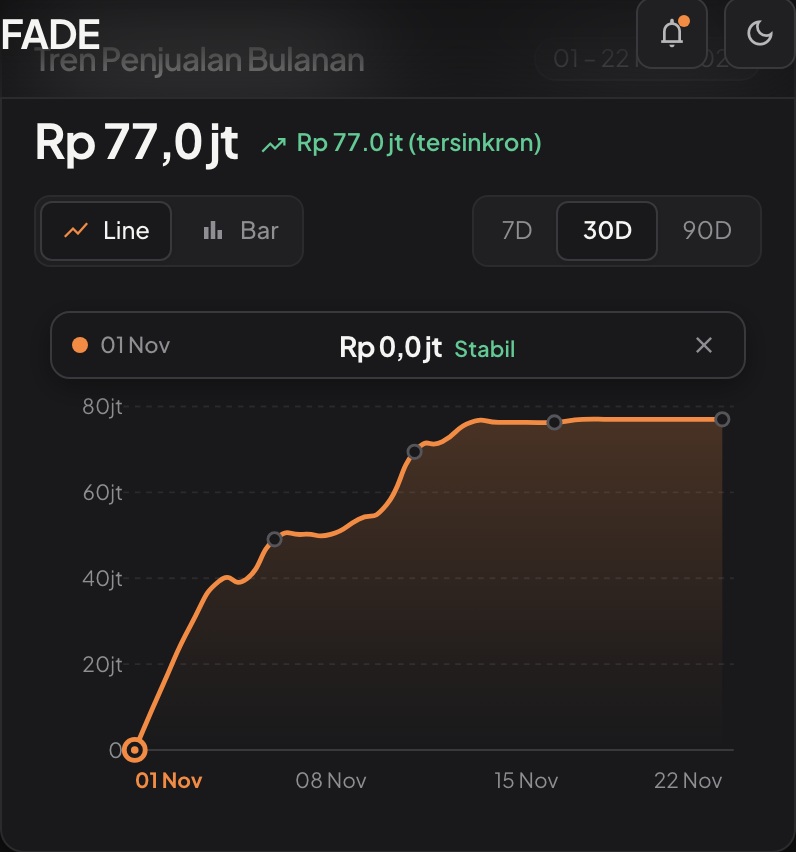 FADE
Tren Penjualan Bulanan
01 – 22
Rp 77,0 jt
Rp 77.0 jt (tersinkron)
Line Bar 7D 30D 90D
01 Nov Rp 0,0 jt Stabil
80jt
60jt
40jt
20jt
0
01 Nov 08 Nov 15 Nov 22 Nov